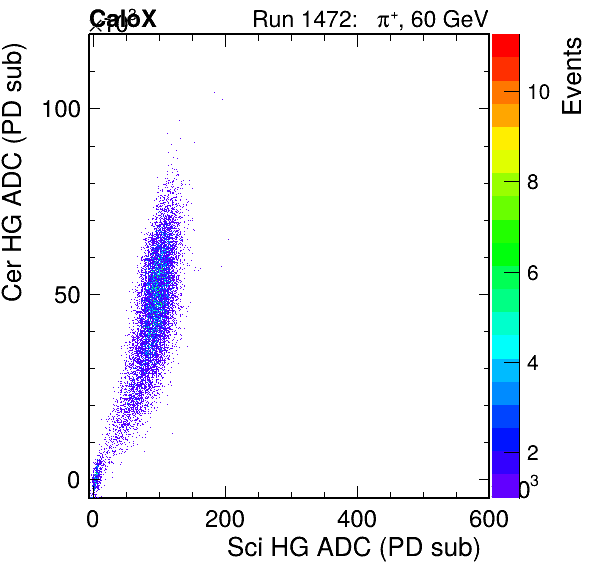 CaloX
×10³
Run 1472: π⁺, 60 GeV
Cer HG ADC (PD sub)
100
50
0
0 200 400 600
Sci HG ADC (PD sub)
Events
10
8
6
4
2
0³